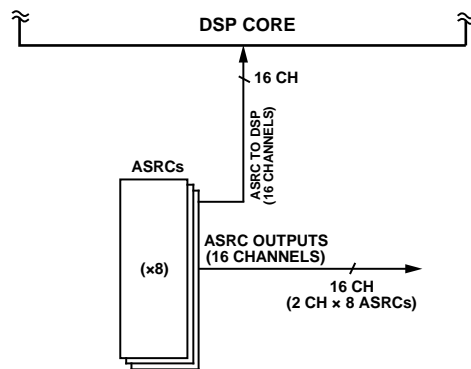 DSP CORE
16 CH
ASRC TO DSP
(16 CHANNELS)
ASRCs
(×8)
ASRC OUTPUTS
(16 CHANNELS)
16 CH
(2 CH × 8 ASRCs)